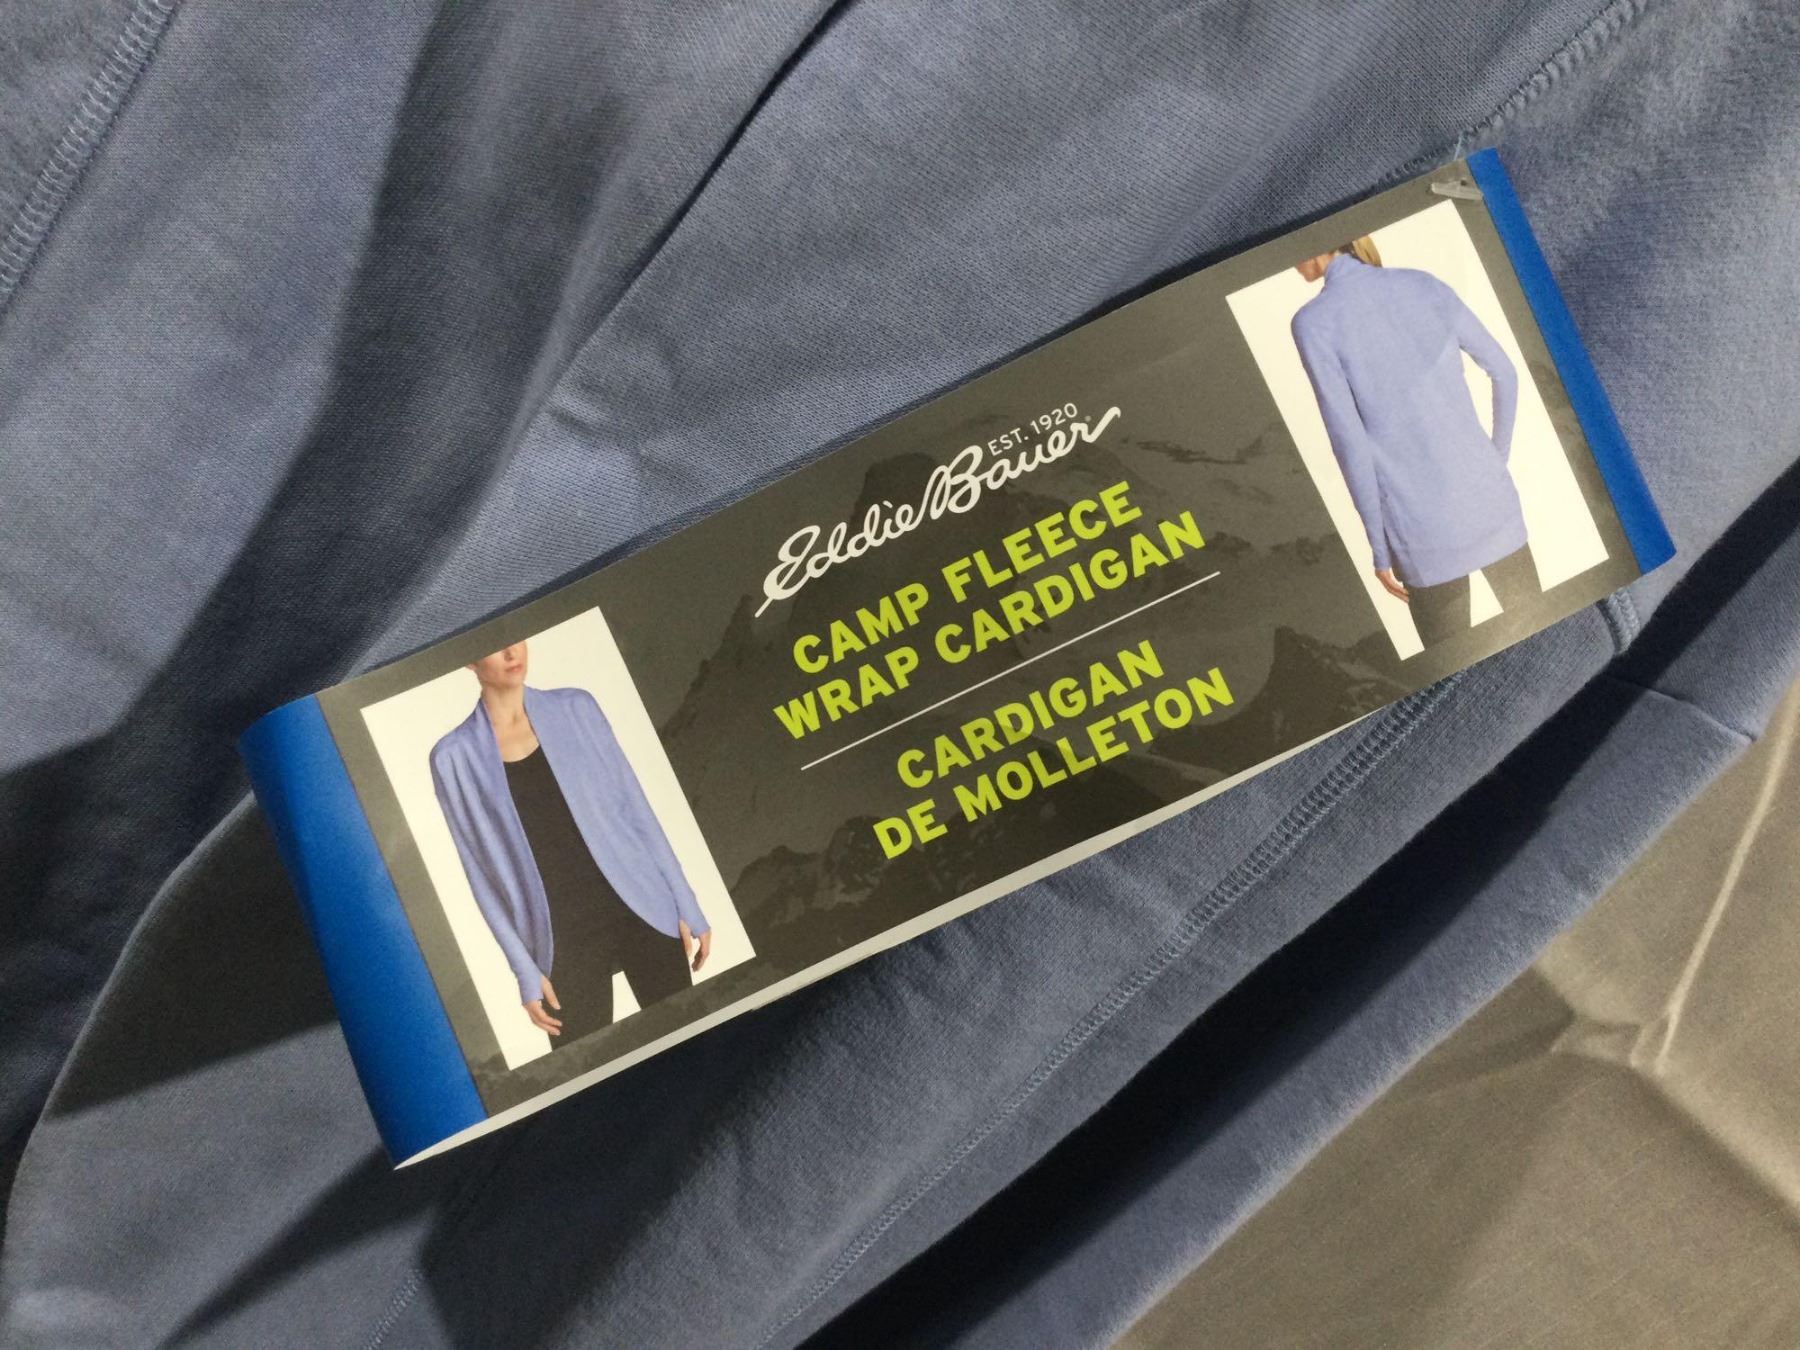 EST. 1920
Eddie Bauer
CAMP FLEECE
WRAP CARDIGAN
CARDIGAN
DE MOLLETON